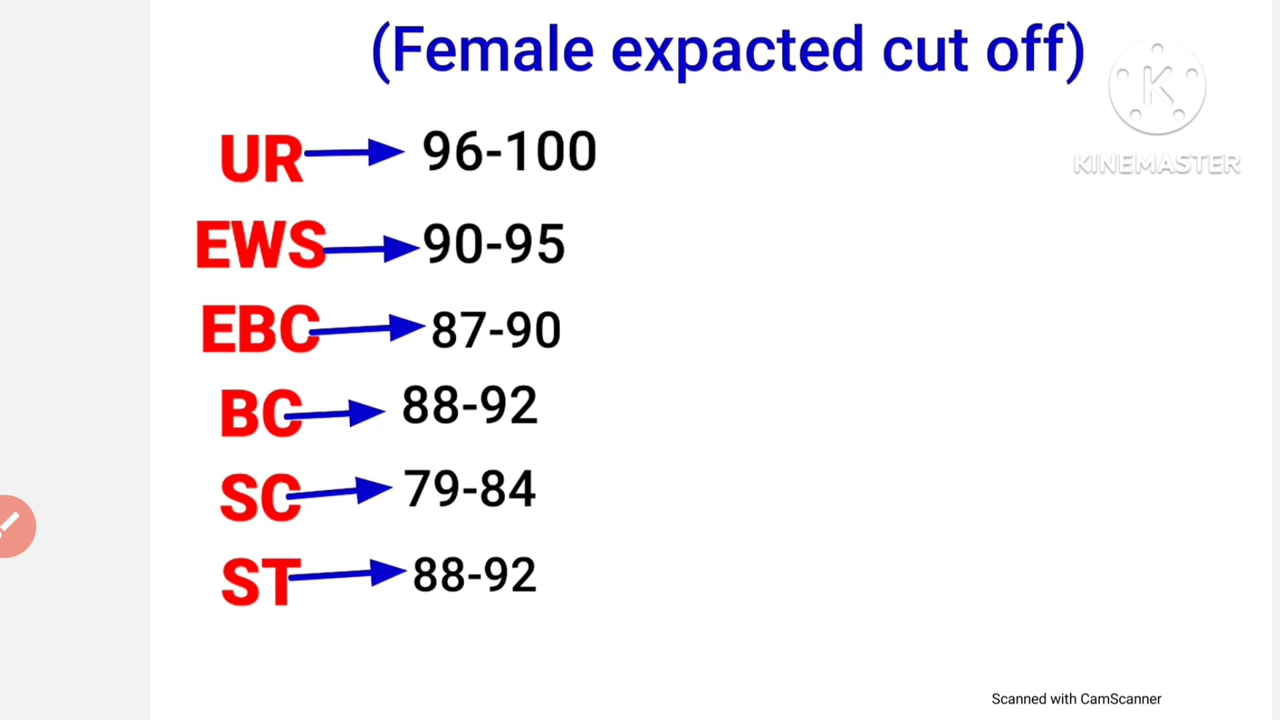 (Female expacted cut off)
K
KINEMASTER
UR 96-100
EWS 90-95
EBC 87-90
BC 88-92
SC 79-84
ST 88-92
Scanned with CamScanner